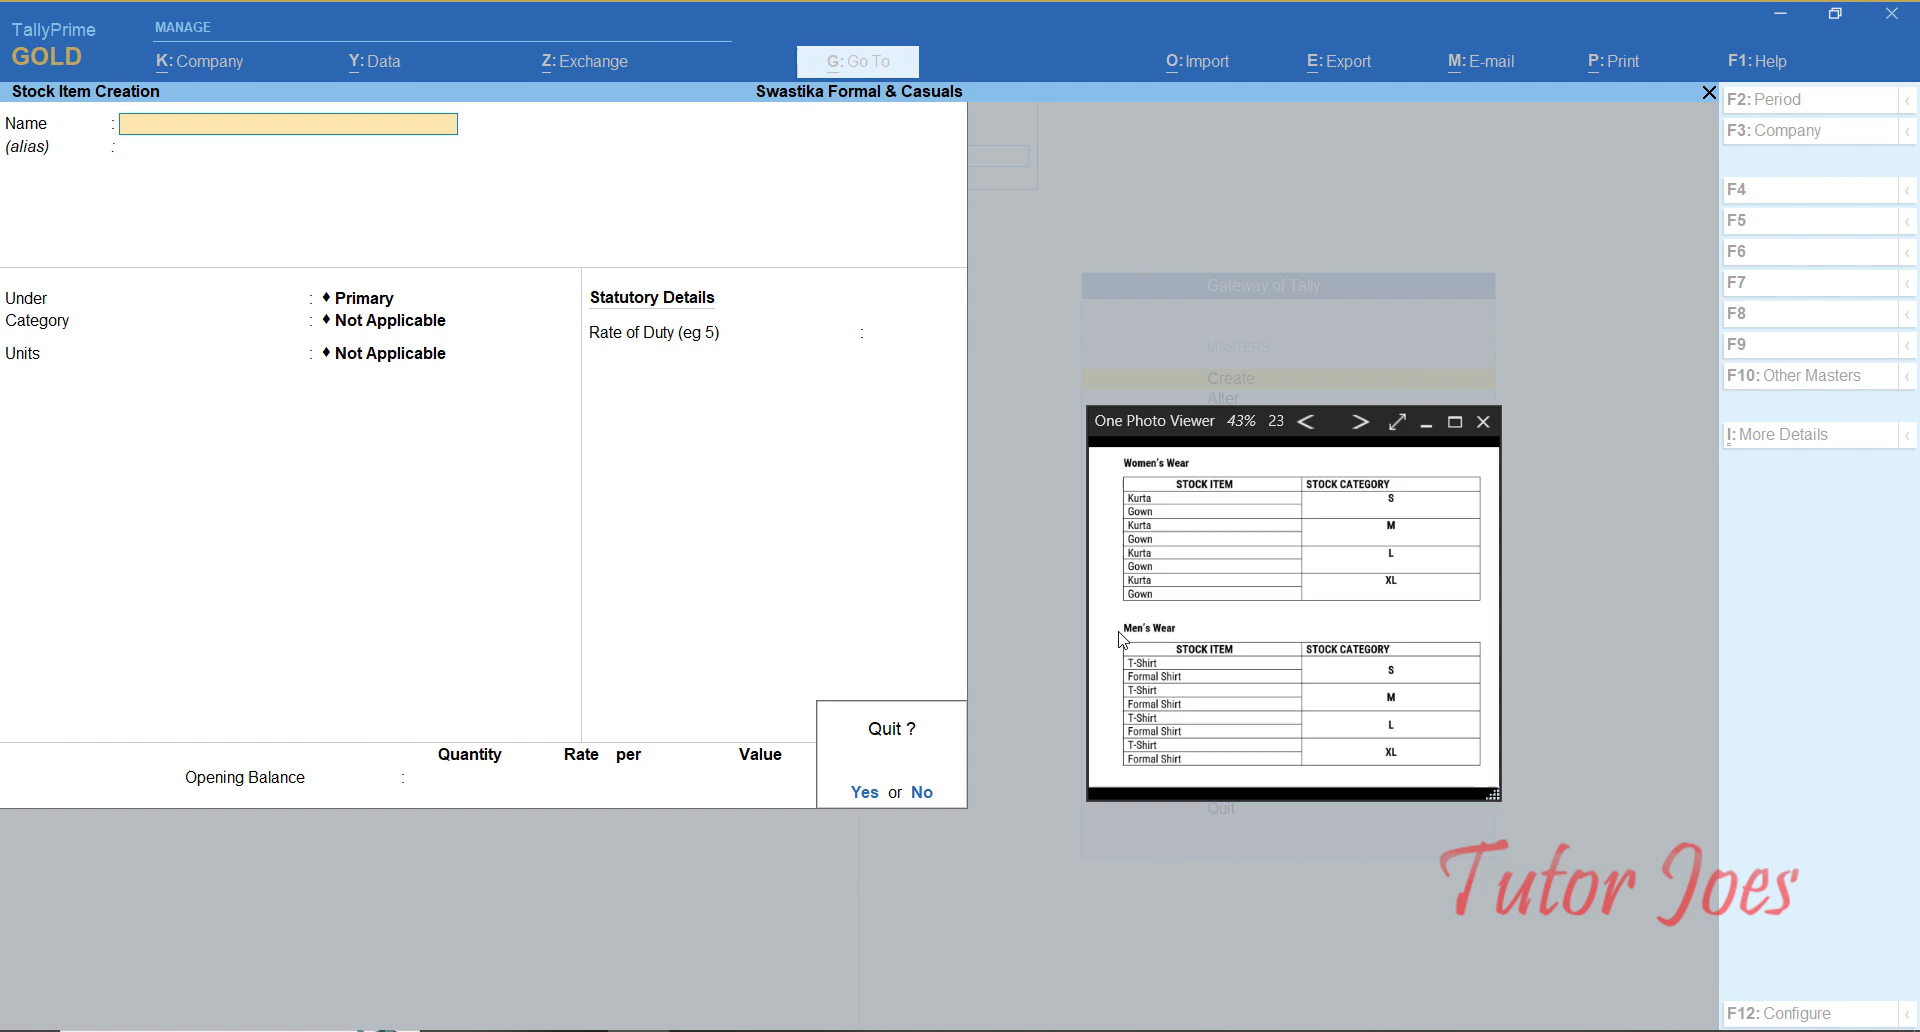 TallyPrime
GOLD
MANAGE
K: Company
Y: Data
Z: Exchange
G: Go To
O: Import
E: Export
M: E-mail
P: Print
F1: Help
Stock Item Creation
Swastika Formal & Casuals
Name :
(alias) :
Under : ♦ Primary
Category : ♦ Not Applicable
Units : ♦ Not Applicable
Statutory Details
Rate of Duty (eg 5) :
Quantity Rate per Value
Opening Balance :
Quit ?
Yes or No
Gateway of Tally
MASTERS
Create
Alter
One Photo Viewer 43% 23
Women's Wear
STOCK ITEM STOCK CATEGORY
Kurta S
Gown
Kurta M
Gown
Kurta L
Gown
Kurta XL
Gown
Men's Wear
STOCK ITEM STOCK CATEGORY
T-Shirt S
Formal Shirt
T-Shirt M
Formal Shirt
T-Shirt L
Formal Shirt
T-Shirt XL
Formal Shirt
Quit
F2: Period
F3: Company
F4
F5
F6
F7
F8
F9
F10: Other Masters
I: More Details
F12: Configure
Tutor Joes